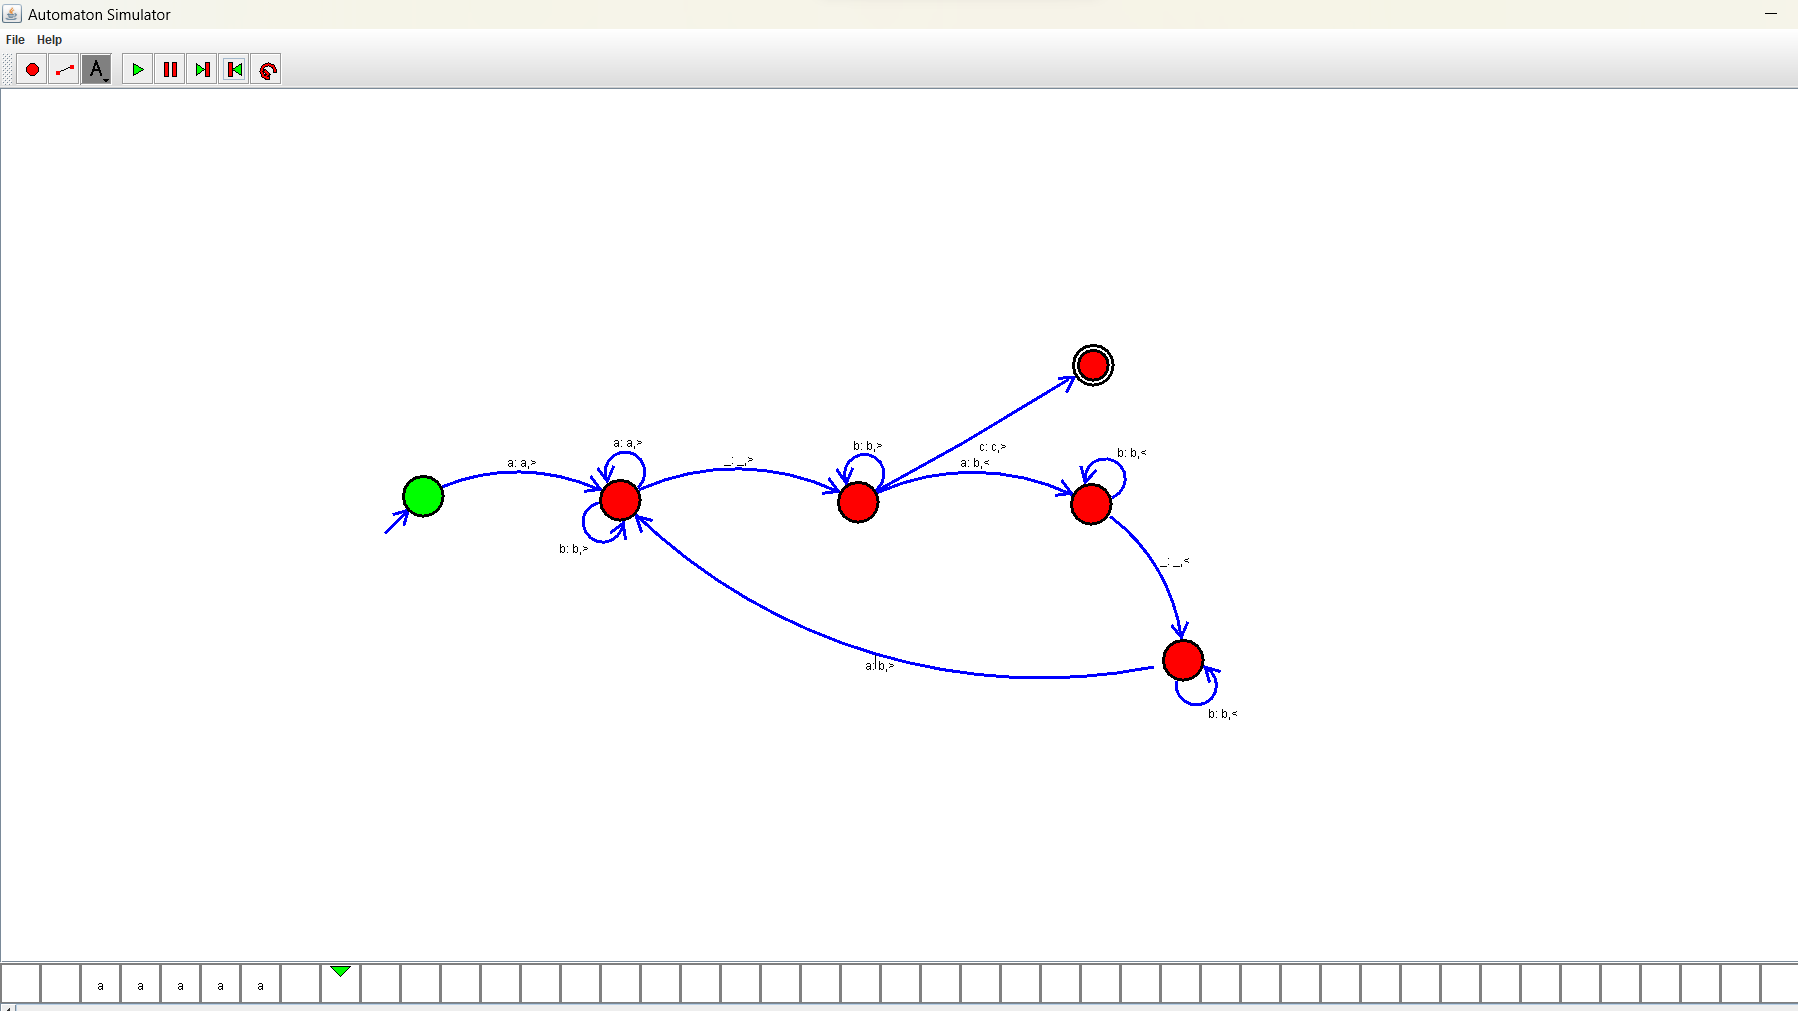 Automaton Simulator
File Help
A
a: a,>
a: a,>
b: b,>
_: _,>
b: b,>
c: c,>
a: b,<
b: b,<
_: _,<
a: b,>
b: b,<
a a a a a